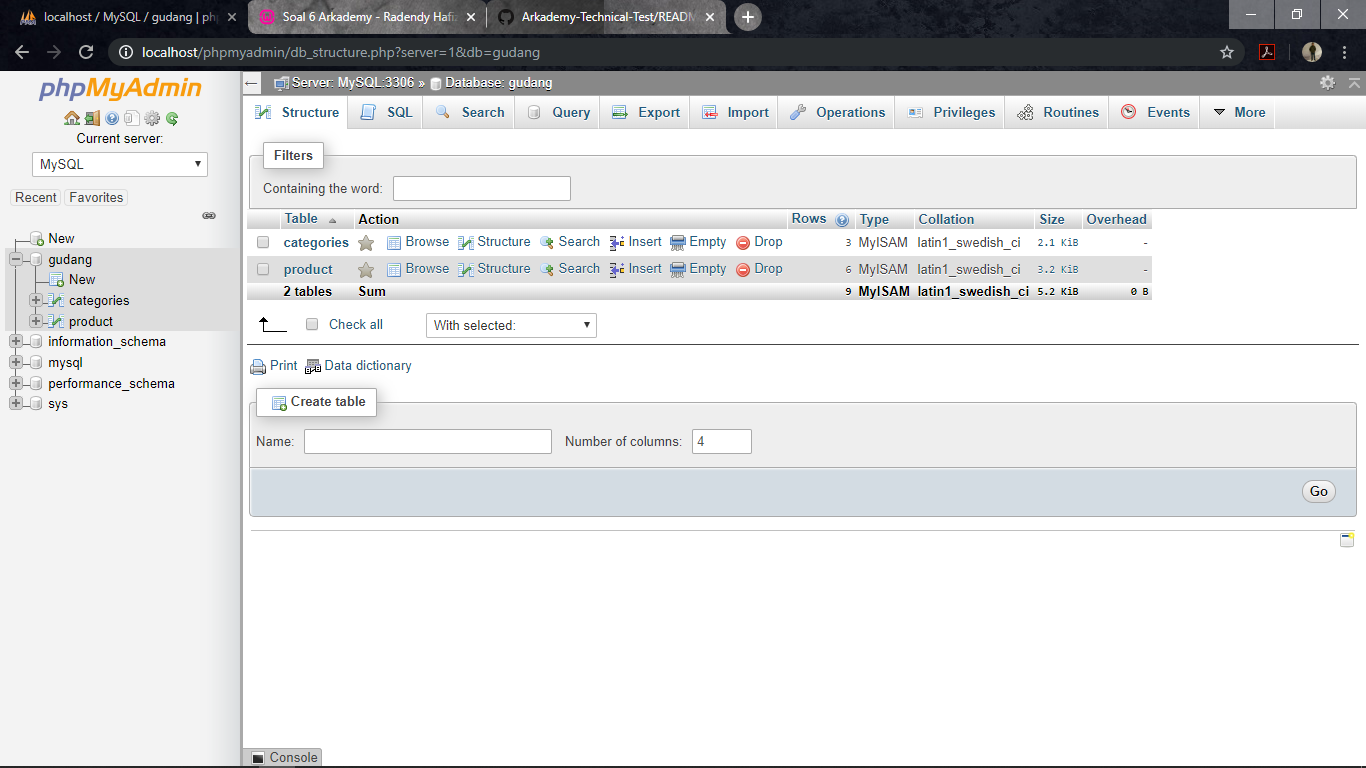 localhost / MySQL / gudang | ph
Soal 6 Arkademy - Radendy Hafiz
Arkademy-Technical-Test/READM
localhost/phpmyadmin/db_structure.php?server=1&db=gudang
phpMyAdmin
Current server:
MySQL
Recent
Favorites
New
gudang
New
categories
product
information_schema
mysql
performance_schema
sys
Server: MySQL:3306 » Database: gudang
Structure SQL Search Query Export Import Operations Privileges Routines Events More
Filters
Containing the word:
Table Action Rows Type Collation Size Overhead
categories Browse Structure Search Insert Empty Drop 3 MyISAM latin1_swedish_ci 2.1 KiB -
product Browse Structure Search Insert Empty Drop 6 MyISAM latin1_swedish_ci 3.2 KiB -
2 tables Sum 9 MyISAM latin1_swedish_ci 5.2 KiB 0 B
Check all With selected:
Print Data dictionary
Create table
Name: Number of columns: 4
Go
Console